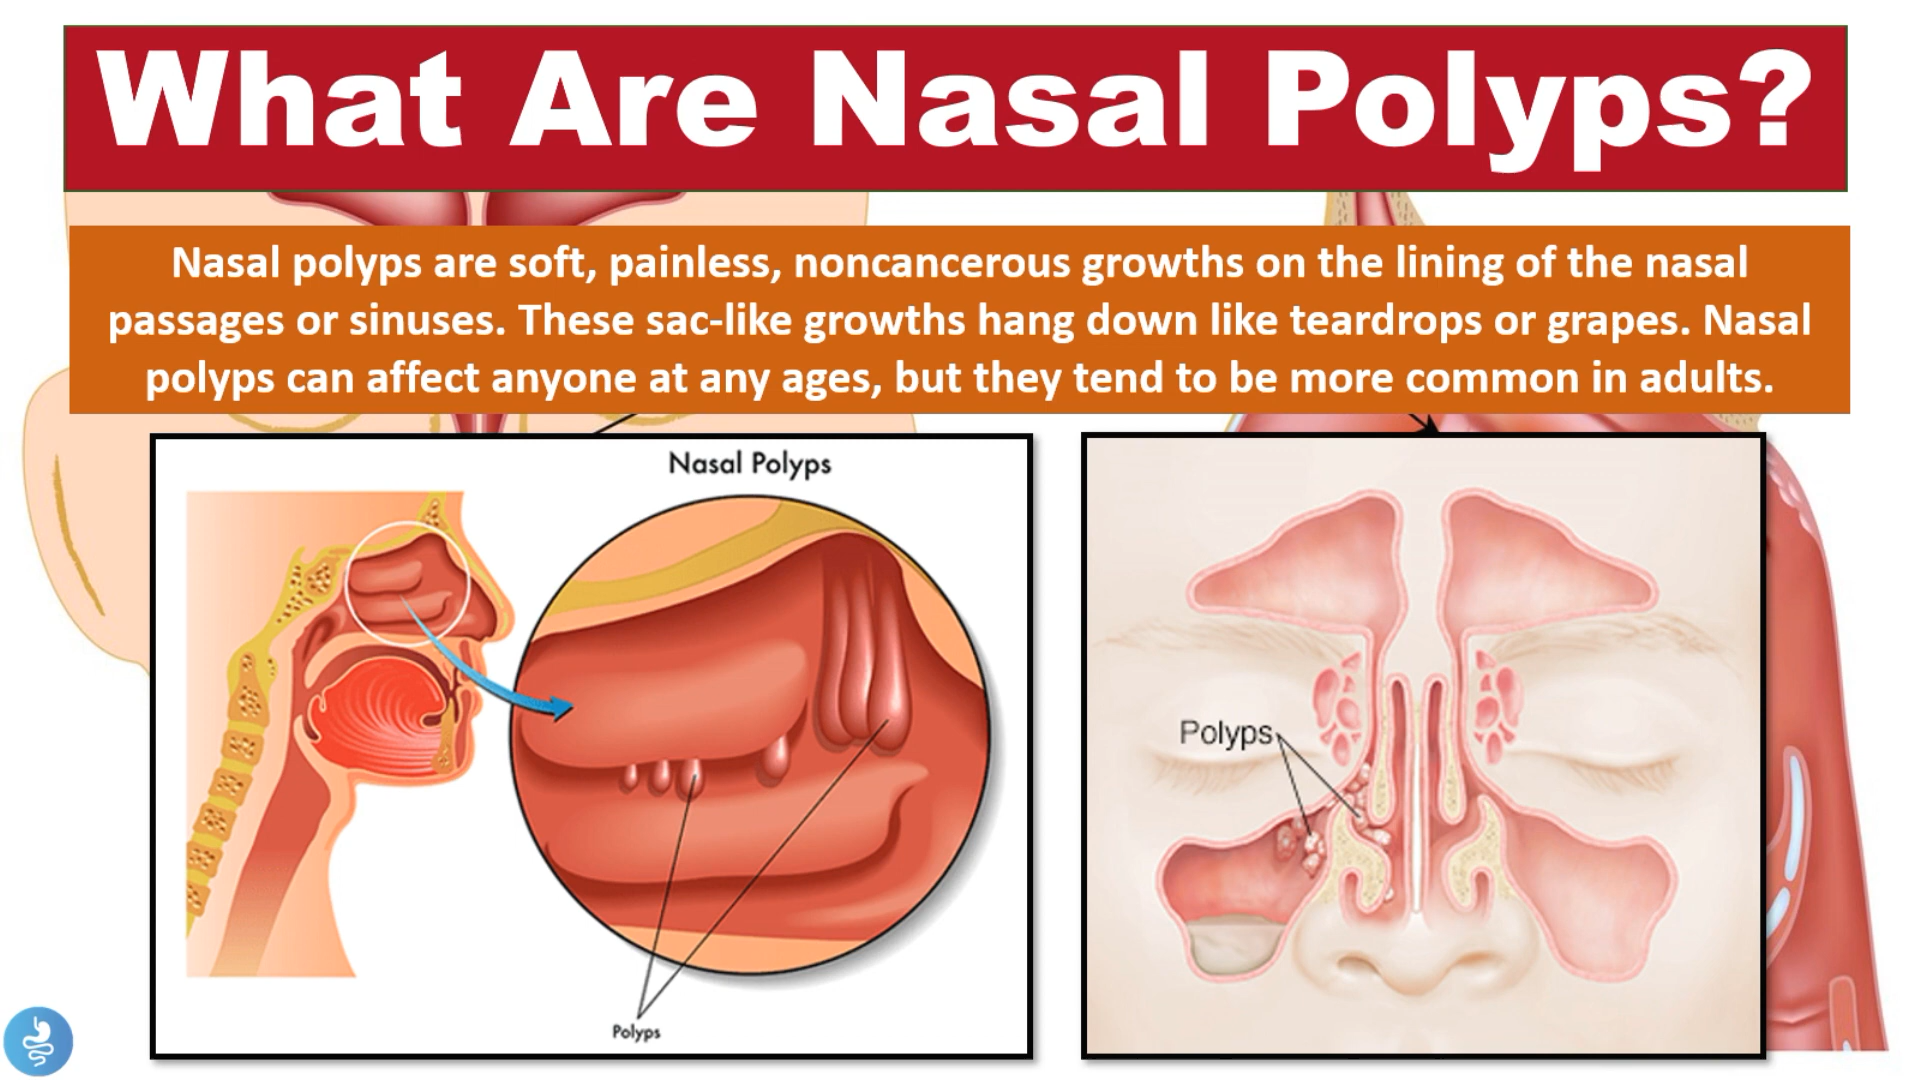 What Are Nasal Polyps?
Nasal polyps are soft, painless, noncancerous growths on the lining of the nasal
passages or sinuses. These sac-like growths hang down like teardrops or grapes. Nasal
polyps can affect anyone at any ages, but they tend to be more common in adults.
Nasal Polyps
Polyps
Polyps